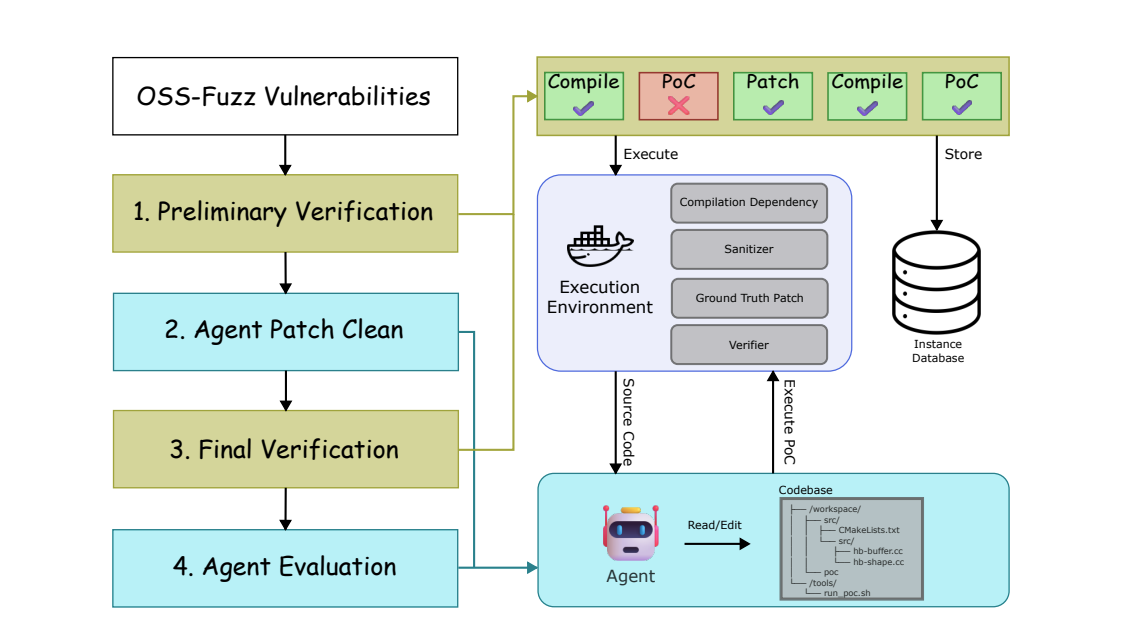 OSS-Fuzz Vulnerabilities
1. Preliminary Verification
2. Agent Patch Clean
3. Final Verification
4. Agent Evaluation
Compile
PoC
Patch
Compile
PoC
Execute
Store
Execution
Environment
Compilation Dependency
Sanitizer
Ground Truth Patch
Verifier
Instance
Database
Source Code
Execute PoC
Agent
Read/Edit
Codebase
/workspace/
src/
CMakeLists.txt
src/
hb-buffer.cc
hb-shape.cc
poc
/tools/
run_poc.sh